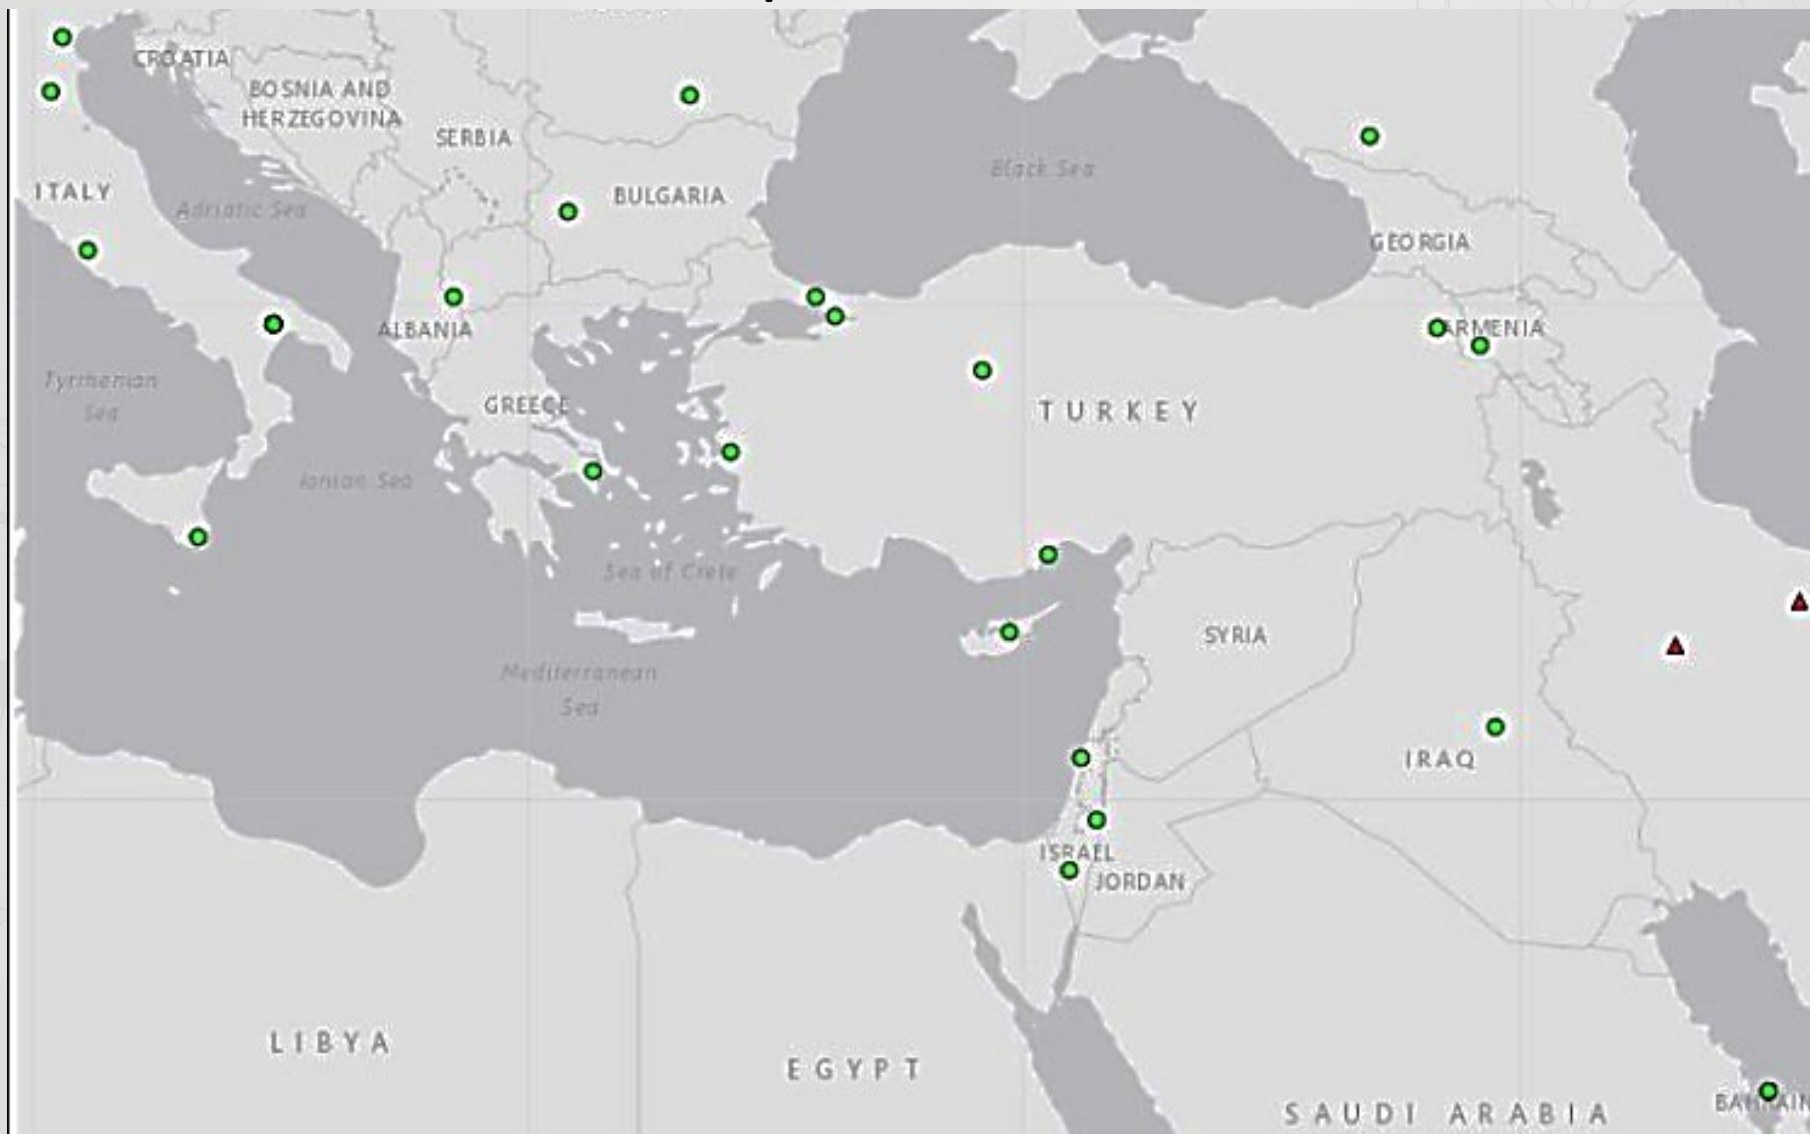 CROATIA
BOSNIA AND
HERZEGOVINA
SERBIA
ITALY
Adriatic Sea
BULGARIA
Black Sea
GEORGIA
ALBANIA
ARMENIA
Tyrrhenian
Sea
GREECE
TURKEY
Ionian Sea
Sea of Crete
SYRIA
Mediterranean
Sea
IRAQ
ISRAEL
JORDAN
LIBYA
EGYPT
SAUDI ARABIA
BAHRAIN